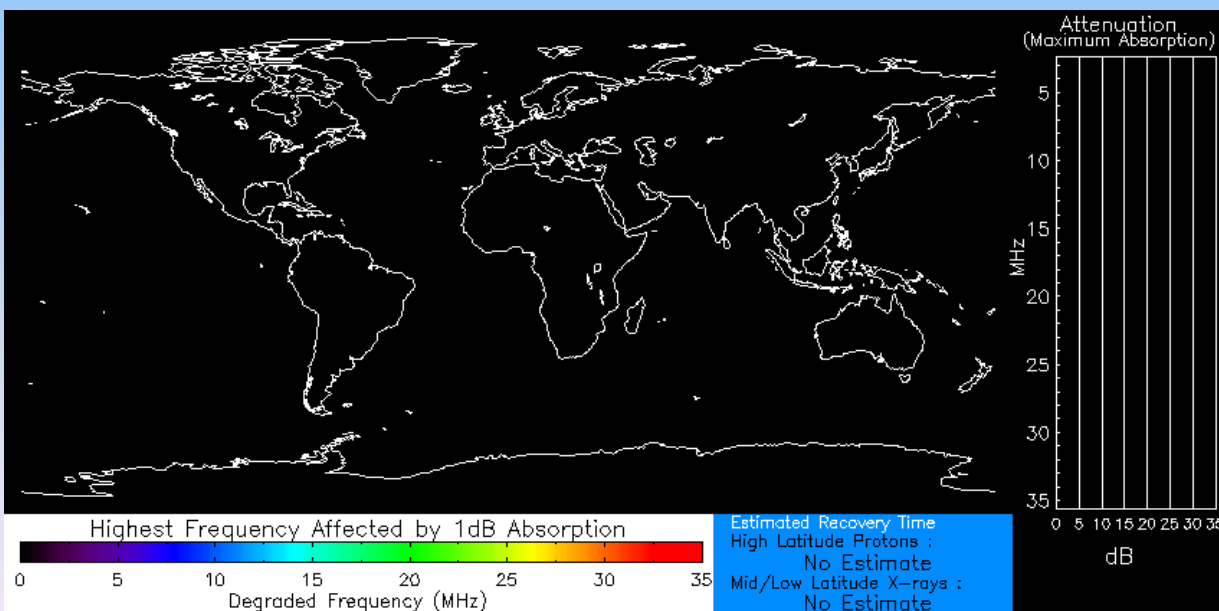 Attenuation
(Maximum Absorption)
5
10
15
20
25
30
35
MHz
0 5 10 15 20 25 30 35
dB
Highest Frequency Affected by 1dB Absorption
0 5 10 15 20 25 30 35
Degraded Frequency (MHz)
Estimated Recovery Time
High Latitude Protons :
No Estimate
Mid/Low Latitude X-rays :
No Estimate